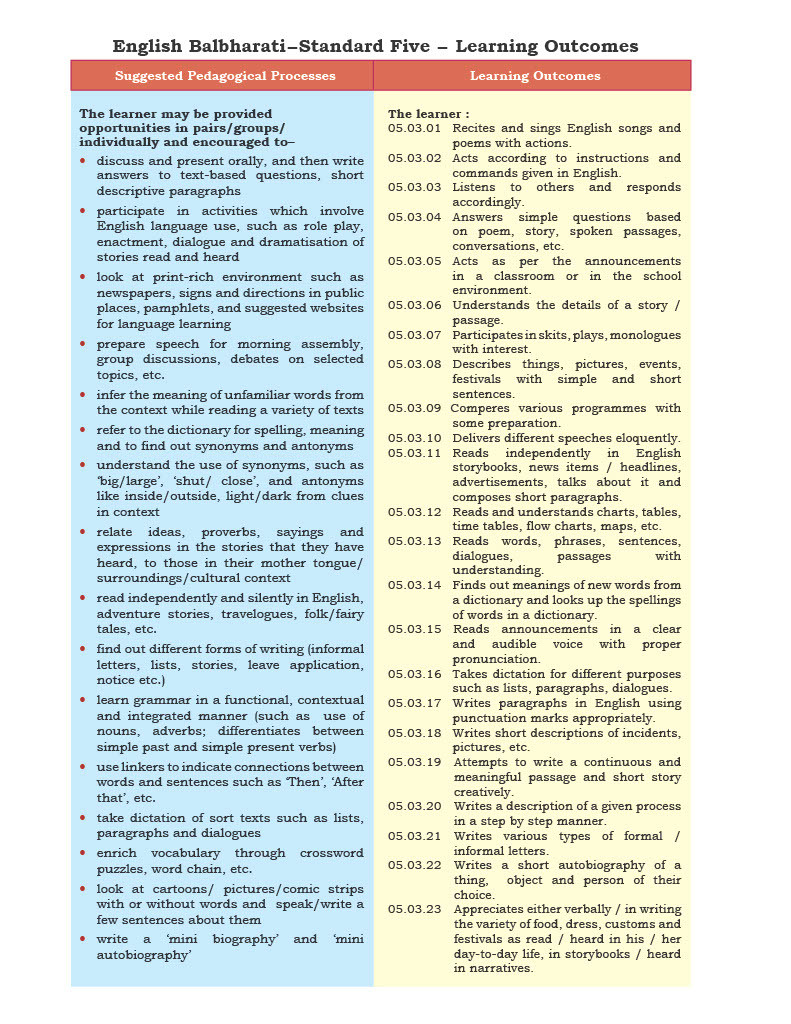 English Balbharati–Standard Five – Learning Outcomes
Suggested Pedagogical Processes
The learner may be provided
opportunities in pairs/groups/
individually and encouraged to–
• discuss and present orally, and then write
answers to text-based questions, short
descriptive paragraphs
• participate in activities which involve
English language use, such as role play,
enactment, dialogue and dramatisation of
stories read and heard
• look at print-rich environment such as
newspapers, signs and directions in public
places, pamphlets, and suggested websites
for language learning
• prepare speech for morning assembly,
group discussions, debates on selected
topics, etc.
• infer the meaning of unfamiliar words from
the context while reading a variety of texts
• refer to the dictionary for spelling, meaning
and to find out synonyms and antonyms
• understand the use of synonyms, such as
‘big/large’, ‘shut/ close’, and antonyms
like inside/outside, light/dark from clues
in context
• relate ideas, proverbs, sayings and
expressions in the stories that they have
heard, to those in their mother tongue/
surroundings/cultural context
• read independently and silently in English,
adventure stories, travelogues, folk/fairy
tales, etc.
• find out different forms of writing (informal
letters, lists, stories, leave application,
notice etc.)
• learn grammar in a functional, contextual
and integrated manner (such as use of
nouns, adverbs; differentiates between
simple past and simple present verbs)
• use linkers to indicate connections between
words and sentences such as ‘Then’, ‘After
that’, etc.
• take dictation of sort texts such as lists,
paragraphs and dialogues
• enrich vocabulary through crossword
puzzles, word chain, etc.
• look at cartoons/ pictures/comic strips
with or without words and speak/write a
few sentences about them
• write a ‘mini biography’ and ‘mini
autobiography’
Learning Outcomes
The learner :
05.03.01 Recites and sings English songs and
poems with actions.
05.03.02 Acts according to instructions and
commands given in English.
05.03.03 Listens to others and responds
accordingly.
05.03.04 Answers simple questions based
on poem, story, spoken passages,
conversations, etc.
05.03.05 Acts as per the announcements
in a classroom or in the school
environment.
05.03.06 Understands the details of a story /
passage.
05.03.07 Participates in skits, plays, monologues
with interest.
05.03.08 Describes things, pictures, events,
festivals with simple and short
sentences.
05.03.09 Comperes various programmes with
some preparation.
05.03.10 Delivers different speeches eloquently.
05.03.11 Reads independently in English
storybooks, news items / headlines,
advertisements, talks about it and
composes short paragraphs.
05.03.12 Reads and understands charts, tables,
time tables, flow charts, maps, etc.
05.03.13 Reads words, phrases, sentences,
dialogues, passages with
understanding.
05.03.14 Finds out meanings of new words from
a dictionary and looks up the spellings
of words in a dictionary.
05.03.15 Reads announcements in a clear
and audible voice with proper
pronunciation.
05.03.16 Takes dictation for different purposes
such as lists, paragraphs, dialogues.
05.03.17 Writes paragraphs in English using
punctuation marks appropriately.
05.03.18 Writes short descriptions of incidents,
pictures, etc.
05.03.19 Attempts to write a continuous and
meaningful passage and short story
creatively.
05.03.20 Writes a description of a given process
in a step by step manner.
05.03.21 Writes various types of formal /
informal letters.
05.03.22 Writes a short autobiography of a
thing, object and person of their
choice.
05.03.23 Appreciates either verbally / in writing
the variety of food, dress, customs and
festivals as read / heard in his / her
day-to-day life, in storybooks / heard
in narratives.